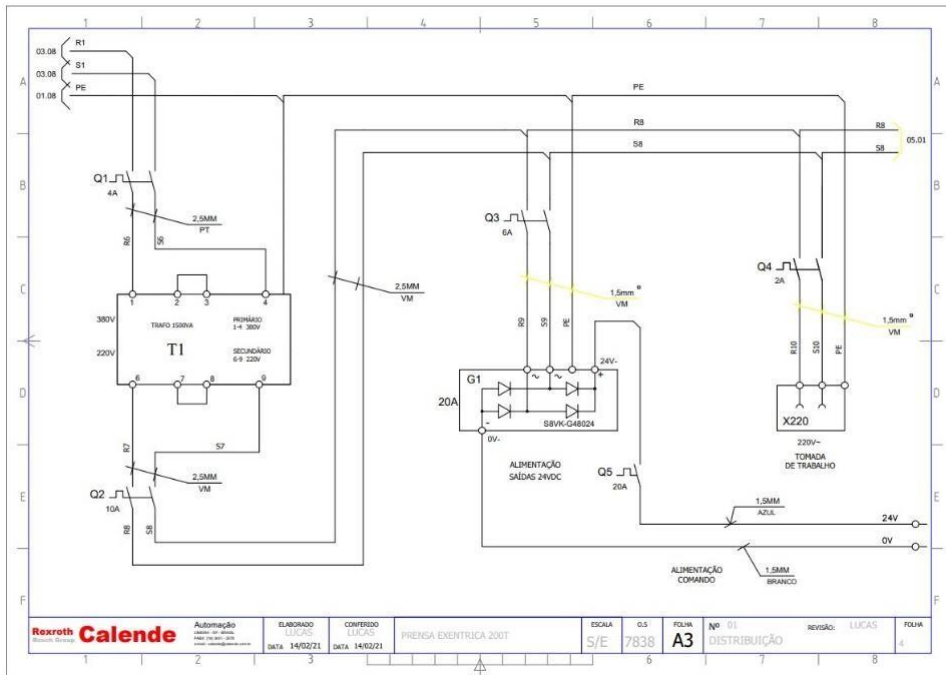 1 2 3 4 5 6 7 8
A
B
C
D
E
F
A
B
C
D
E
F
03.08 R1
03.08 S1
01.08 PE
PE
R8
R8
S8
S8
05.01
Q1
4A
2,5MM
PT
R6
S6
Q3
6A
Q4
2A
2,5MM
VM
1,5mm°
VM
1,5mm°
VM
R9
S9
PE
R10
S10
PE
1 2 3 4
380V
TRAFO 1500VA
PRIMÁRIO
1-4 380V
T1
220V
SECUNDÁRIO
6-9 220V
6 7 8 9
24V-
G1
~ ~ +
20A
-
S8VK-G48024
0V-
X220
220V~
TOMADA
DE TRABALHO
R7
S7
2,5MM
VM
Q2
10A
R8
S8
ALIMENTAÇÃO
SAÍDAS 24VDC
Q5
20A
1,5MM
AZUL
24V
0V
ALIMENTAÇÃO
COMANDO
1,5MM
BRANCO
Rexroth
Bosch Group
Calende
Automação
ELABORADO
LUCAS
DATA 14/02/21
CONFERIDO
LUCAS
DATA 14/02/21
PRENSA EXENTRICA 200T
ESCALA
S/E
O.S
7838
FOLHA
A3
Nº 01
DISTRIBUIÇÃO
REVISÃO: LUCAS
FOLHA
4
1 2 3 6 7 8